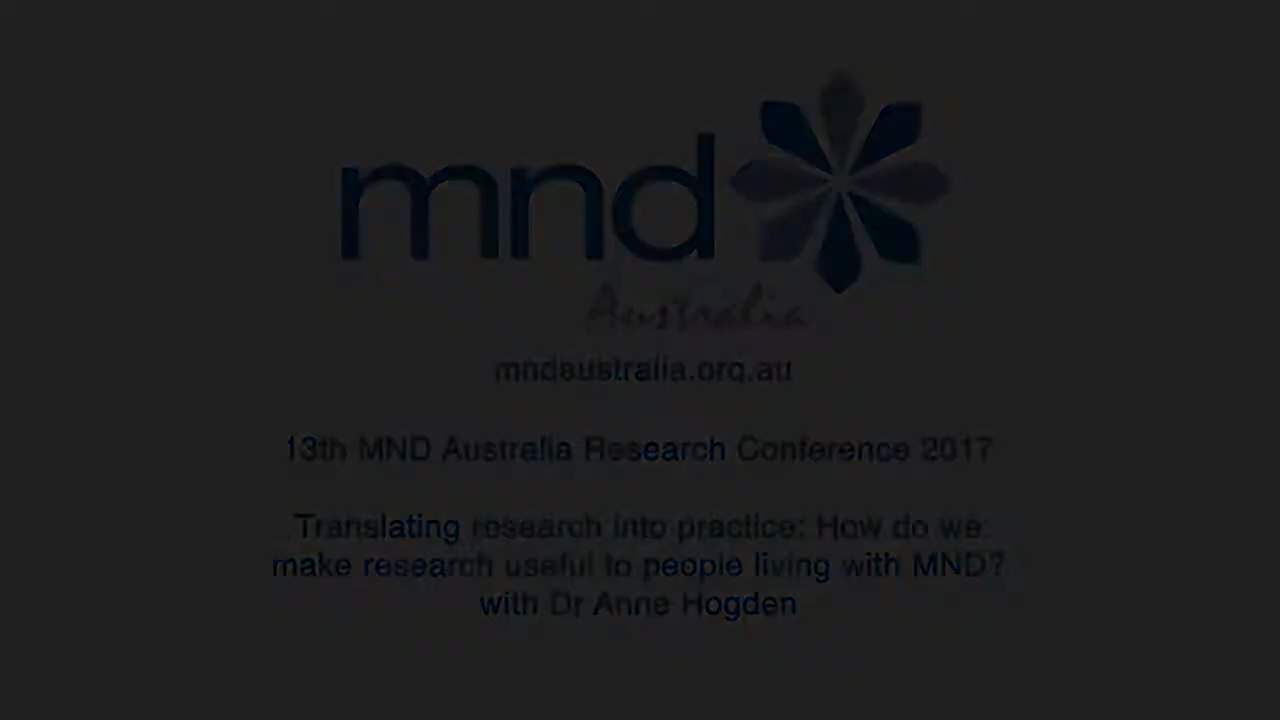 mnd
Australia
mndaustralia.org.au
13th MND Australia Research Conference 2017
Translating research into practice: How do we
make research useful to people living with MND?
with Dr Anne Hogden